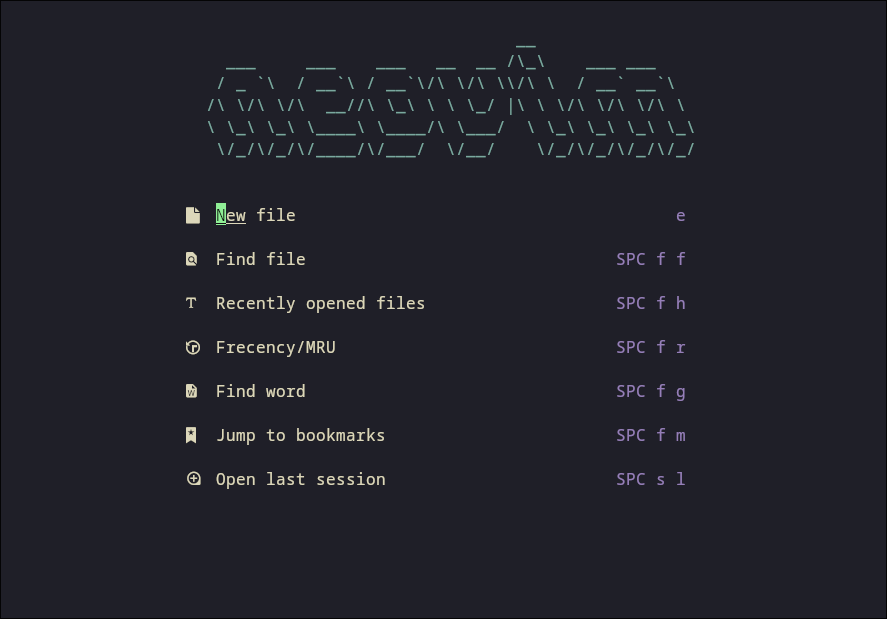 __
  ___      ___    ___   __  __ /\_\    ___ ___
 / _ `\  / __`\ / __`\/\ \/\ \\/\ \  / __` __`\
/\ \/\ \/\  __//\ \_\ \ \ \_/ |\ \ \/\ \/\ \/\ \
\ \_\ \_\ \____\ \____/\ \___/  \ \_\ \_\ \_\ \_\
 \/_/\/_/\/____/\/___/  \/__/    \/_/\/_/\/_/\/_/
New file e
Find file SPC f f
Recently opened files SPC f h
Frecency/MRU SPC f r
Find word SPC f g
Jump to bookmarks SPC f m
Open last session SPC s l